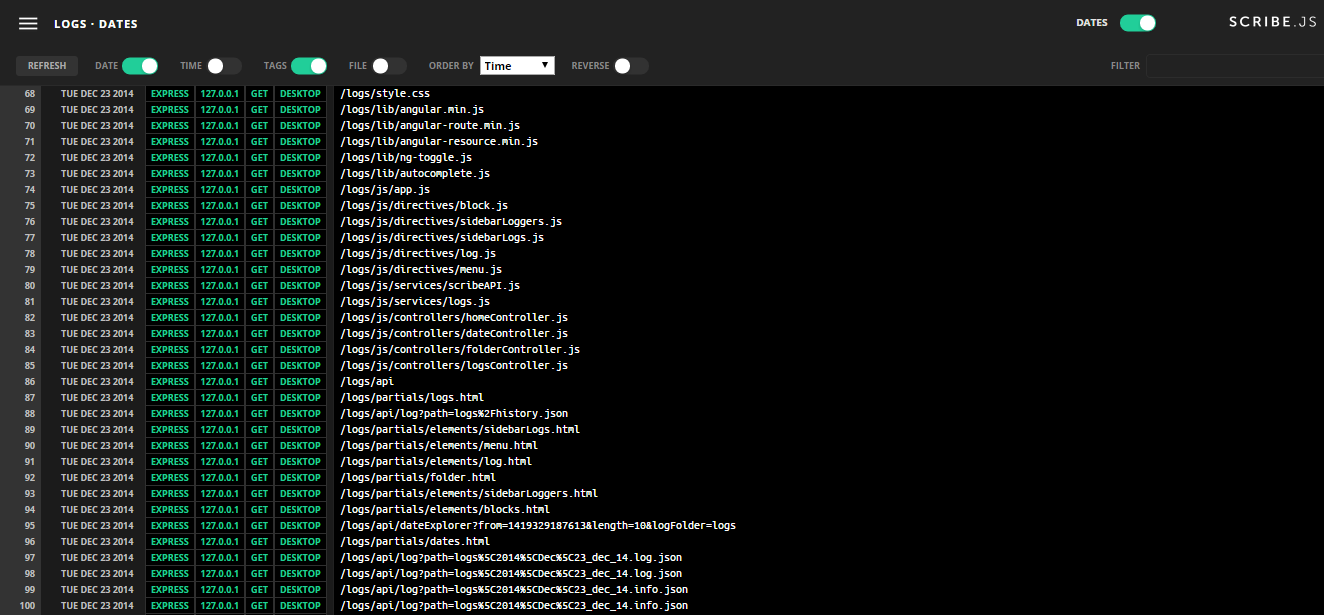 LOGS · DATES DATES SCRIBE.JS
REFRESH DATE TIME TAGS FILE ORDER BY Time REVERSE FILTER
68 TUE DEC 23 2014 EXPRESS 127.0.0.1 GET DESKTOP /logs/style.css
69 TUE DEC 23 2014 EXPRESS 127.0.0.1 GET DESKTOP /logs/lib/angular.min.js
70 TUE DEC 23 2014 EXPRESS 127.0.0.1 GET DESKTOP /logs/lib/angular-route.min.js
71 TUE DEC 23 2014 EXPRESS 127.0.0.1 GET DESKTOP /logs/lib/angular-resource.min.js
72 TUE DEC 23 2014 EXPRESS 127.0.0.1 GET DESKTOP /logs/lib/ng-toggle.js
73 TUE DEC 23 2014 EXPRESS 127.0.0.1 GET DESKTOP /logs/lib/autocomplete.js
74 TUE DEC 23 2014 EXPRESS 127.0.0.1 GET DESKTOP /logs/js/app.js
75 TUE DEC 23 2014 EXPRESS 127.0.0.1 GET DESKTOP /logs/js/directives/block.js
76 TUE DEC 23 2014 EXPRESS 127.0.0.1 GET DESKTOP /logs/js/directives/sidebarLoggers.js
77 TUE DEC 23 2014 EXPRESS 127.0.0.1 GET DESKTOP /logs/js/directives/sidebarLogs.js
78 TUE DEC 23 2014 EXPRESS 127.0.0.1 GET DESKTOP /logs/js/directives/log.js
79 TUE DEC 23 2014 EXPRESS 127.0.0.1 GET DESKTOP /logs/js/directives/menu.js
80 TUE DEC 23 2014 EXPRESS 127.0.0.1 GET DESKTOP /logs/js/services/scribeAPI.js
81 TUE DEC 23 2014 EXPRESS 127.0.0.1 GET DESKTOP /logs/js/services/logs.js
82 TUE DEC 23 2014 EXPRESS 127.0.0.1 GET DESKTOP /logs/js/controllers/homeController.js
83 TUE DEC 23 2014 EXPRESS 127.0.0.1 GET DESKTOP /logs/js/controllers/dateController.js
84 TUE DEC 23 2014 EXPRESS 127.0.0.1 GET DESKTOP /logs/js/controllers/folderController.js
85 TUE DEC 23 2014 EXPRESS 127.0.0.1 GET DESKTOP /logs/js/controllers/logsController.js
86 TUE DEC 23 2014 EXPRESS 127.0.0.1 GET DESKTOP /logs/api
87 TUE DEC 23 2014 EXPRESS 127.0.0.1 GET DESKTOP /logs/partials/logs.html
88 TUE DEC 23 2014 EXPRESS 127.0.0.1 GET DESKTOP /logs/api/log?path=logs%2Fhistory.json
89 TUE DEC 23 2014 EXPRESS 127.0.0.1 GET DESKTOP /logs/partials/elements/sidebarLogs.html
90 TUE DEC 23 2014 EXPRESS 127.0.0.1 GET DESKTOP /logs/partials/elements/menu.html
91 TUE DEC 23 2014 EXPRESS 127.0.0.1 GET DESKTOP /logs/partials/elements/log.html
92 TUE DEC 23 2014 EXPRESS 127.0.0.1 GET DESKTOP /logs/partials/folder.html
93 TUE DEC 23 2014 EXPRESS 127.0.0.1 GET DESKTOP /logs/partials/elements/sidebarLoggers.html
94 TUE DEC 23 2014 EXPRESS 127.0.0.1 GET DESKTOP /logs/partials/elements/blocks.html
95 TUE DEC 23 2014 EXPRESS 127.0.0.1 GET DESKTOP /logs/api/dateExplorer?from=1419329187613&length=10&logFolder=logs
96 TUE DEC 23 2014 EXPRESS 127.0.0.1 GET DESKTOP /logs/partials/dates.html
97 TUE DEC 23 2014 EXPRESS 127.0.0.1 GET DESKTOP /logs/api/log?path=logs%5C2014%5CDec%5C23_dec_14.log.json
98 TUE DEC 23 2014 EXPRESS 127.0.0.1 GET DESKTOP /logs/api/log?path=logs%5C2014%5CDec%5C23_dec_14.log.json
99 TUE DEC 23 2014 EXPRESS 127.0.0.1 GET DESKTOP /logs/api/log?path=logs%5C2014%5CDec%5C23_dec_14.info.json
100 TUE DEC 23 2014 EXPRESS 127.0.0.1 GET DESKTOP /logs/api/log?path=logs%5C2014%5CDec%5C23_dec_14.info.json